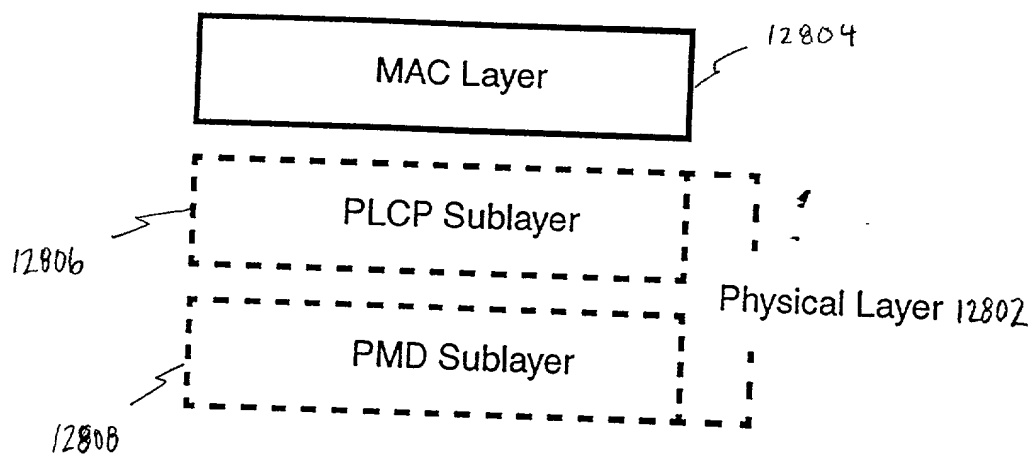 12804
MAC Layer
PLCP Sublayer
12806
Physical Layer 12802
PMD Sublayer
12808